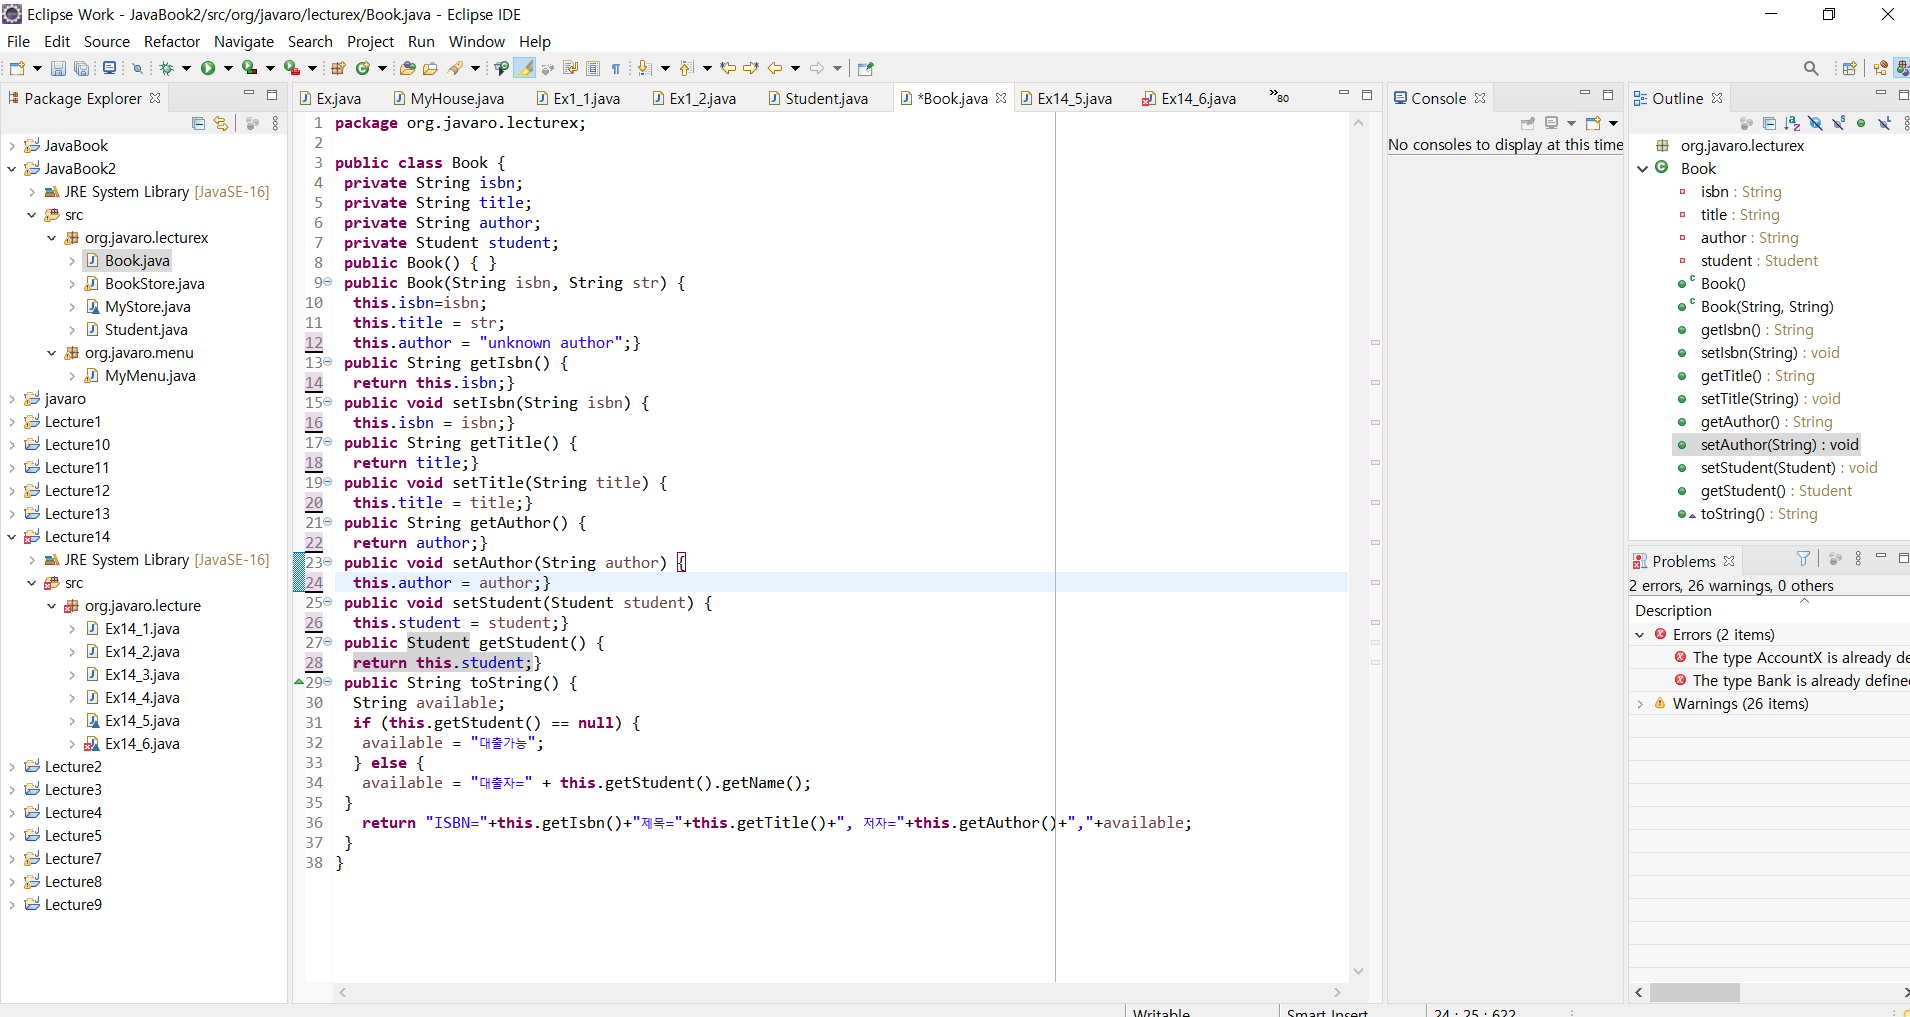 Eclipse Work - JavaBook2/src/org/javaro/lecturex/Book.java - Eclipse IDE
File Edit Source Refactor Navigate Search Project Run Window Help
Package Explorer
JavaBook
JavaBook2
JRE System Library [JavaSE-16]
src
org.javaro.lecturex
Book.java
BookStore.java
MyStore.java
Student.java
org.javaro.menu
MyMenu.java
javaro
Lecture1
Lecture10
Lecture11
Lecture12
Lecture13
Lecture14
JRE System Library [JavaSE-16]
src
org.javaro.lecture
Ex14_1.java
Ex14_2.java
Ex14_3.java
Ex14_4.java
Ex14_5.java
Ex14_6.java
Lecture2
Lecture3
Lecture4
Lecture5
Lecture7
Lecture8
Lecture9
Ex.java MyHouse.java Ex1_1.java Ex1_2.java Student.java *Book.java Ex14_5.java Ex14_6.java »80
1 package org.javaro.lecturex;
2
3 public class Book {
4 private String isbn;
5 private String title;
6 private String author;
7 private Student student;
8 public Book() { }
9 public Book(String isbn, String str) {
10 this.isbn=isbn;
11 this.title = str;
12 this.author = "unknown author";}
13 public String getIsbn() {
14 return this.isbn;}
15 public void setIsbn(String isbn) {
16 this.isbn = isbn;}
17 public String getTitle() {
18 return title;}
19 public void setTitle(String title) {
20 this.title = title;}
21 public String getAuthor() {
22 return author;}
23 public void setAuthor(String author) {
24 this.author = author;}
25 public void setStudent(Student student) {
26 this.student = student;}
27 public Student getStudent() {
28 return this.student;}
29 public String toString() {
30 String available;
31 if (this.getStudent() == null) {
32 available = "대출가능";
33 } else {
34 available = "대출자=" + this.getStudent().getName();
35 }
36 return "ISBN="+this.getIsbn()+"제목="+this.getTitle()+", 저자="+this.getAuthor()+","+available;
37 }
38 }
Console
No consoles to display at this time
Outline
org.javaro.lecturex
Book
isbn : String
title : String
author : String
student : Student
Book()
Book(String, String)
getIsbn() : String
setIsbn(String) : void
getTitle() : String
setTitle(String) : void
getAuthor() : String
setAuthor(String) : void
setStudent(Student) : void
getStudent() : Student
toString() : String
Problems
2 errors, 26 warnings, 0 others
Description
Errors (2 items)
The type AccountX is already de
The type Bank is already define
Warnings (26 items)
Writable Smart Insert 24 : 25 : 622